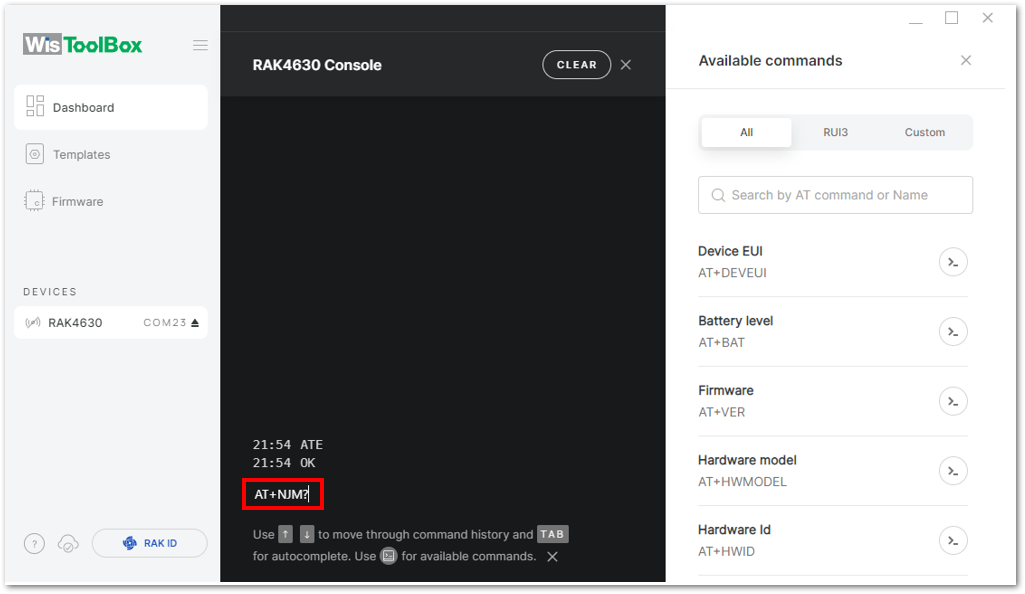 WisToolBox
Dashboard
Templates
Firmware
DEVICES
RAK4630 COM23
? RAK ID
RAK4630 Console
CLEAR
21:54 ATE
21:54 OK
AT+NJM?
Use ↑ ↓ to move through command history and TAB
for autocomplete. Use for available commands.
Available commands
All RUI3 Custom
Search by AT command or Name
Device EUI
AT+DEVEUI
Battery level
AT+BAT
Firmware
AT+VER
Hardware model
AT+HWMODEL
Hardware Id
AT+HWID